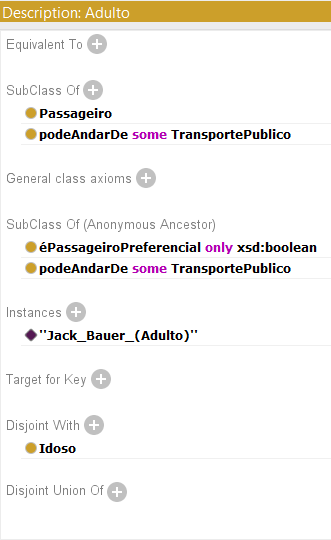 Description: Adulto
Equivalent To
SubClass Of
Passageiro
podeAndarDe some TransportePublico
General class axioms
SubClass Of (Anonymous Ancestor)
éPassageiroPreferencial only xsd:boolean
podeAndarDe some TransportePublico
Instances
"Jack_Bauer_(Adulto)"
Target for Key
Disjoint With
Idoso
Disjoint Union Of